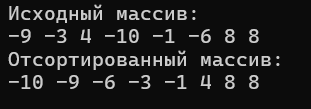 Исходный массив:
-9 -3 4 -10 -1 -6 8 8
Отсортированный массив:
-10 -9 -6 -3 -1 4 8 8